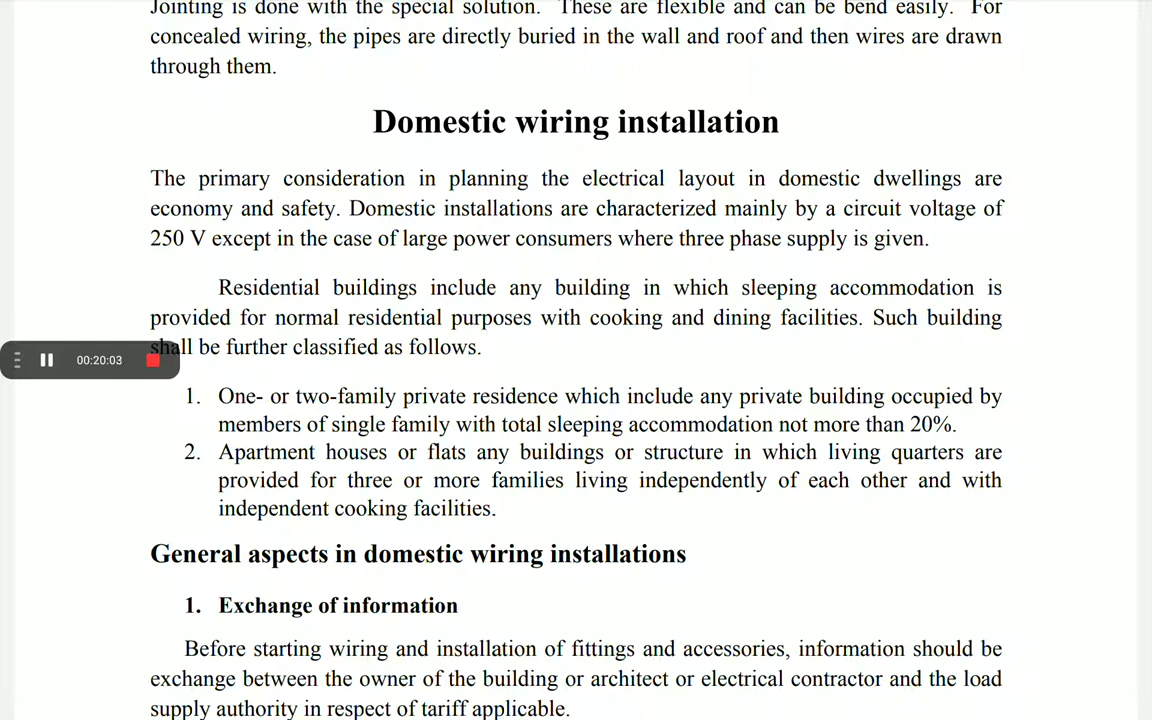 Jointing is done with the special solution. These are flexible and can be bend easily. For
concealed wiring, the pipes are directly buried in the wall and roof and then wires are drawn
through them.
Domestic wiring installation
The primary consideration in planning the electrical layout in domestic dwellings are
economy and safety. Domestic installations are characterized mainly by a circuit voltage of
250 V except in the case of large power consumers where three phase supply is given.
Residential buildings include any building in which sleeping accommodation is
provided for normal residential purposes with cooking and dining facilities. Such building
shall be further classified as follows.
00:20:03
1. One- or two-family private residence which include any private building occupied by
members of single family with total sleeping accommodation not more than 20%.
2. Apartment houses or flats any buildings or structure in which living quarters are
provided for three or more families living independently of each other and with
independent cooking facilities.
General aspects in domestic wiring installations
1. Exchange of information
Before starting wiring and installation of fittings and accessories, information should be
exchange between the owner of the building or architect or electrical contractor and the load
supply authority in respect of tariff applicable.